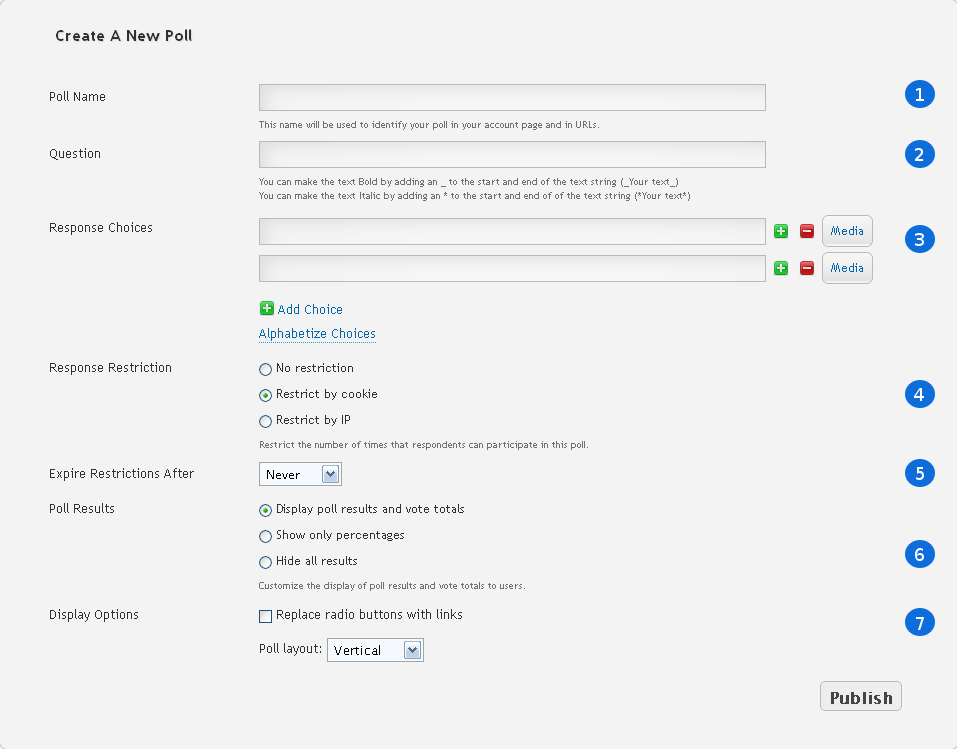 Create A New Poll
Poll Name
1
This name will be used to identify your poll in your account page and in URLs.
Question
2
You can make the text Bold by adding an _ to the start and end of the text string (_Your text_)
You can make the text Italic by adding an * to the start and end of of the text string (*Your text*)
Response Choices
Media
3
Media
Add Choice
Alphabetize Choices
Response Restriction
No restriction
Restrict by cookie
4
Restrict by IP
Restrict the number of times that respondents can participate in this poll.
Expire Restrictions After
Never
5
Poll Results
Display poll results and vote totals
Show only percentages
6
Hide all results
Customize the display of poll results and vote totals to users.
Display Options
Replace radio buttons with links
7
Poll layout: Vertical
Publish